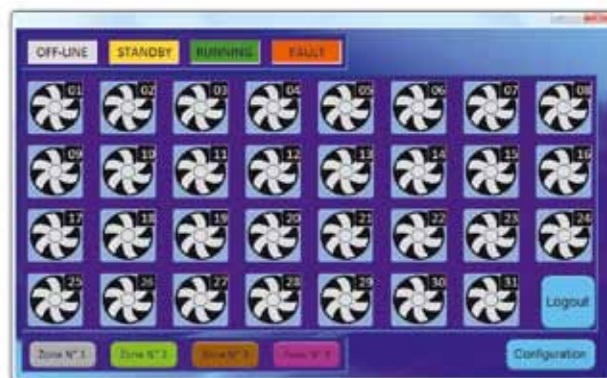 OFF-LINE STANDBY RUNNING FAULT
01 02 03 04 05 06 07 08
09 10 11 12 13 14 15 16
17 18 19 20 21 22 23 24
25 26 27 28 29 30 31
Logout
Zone N° 1 Zone N° 2 Zone N° 3
Configuration